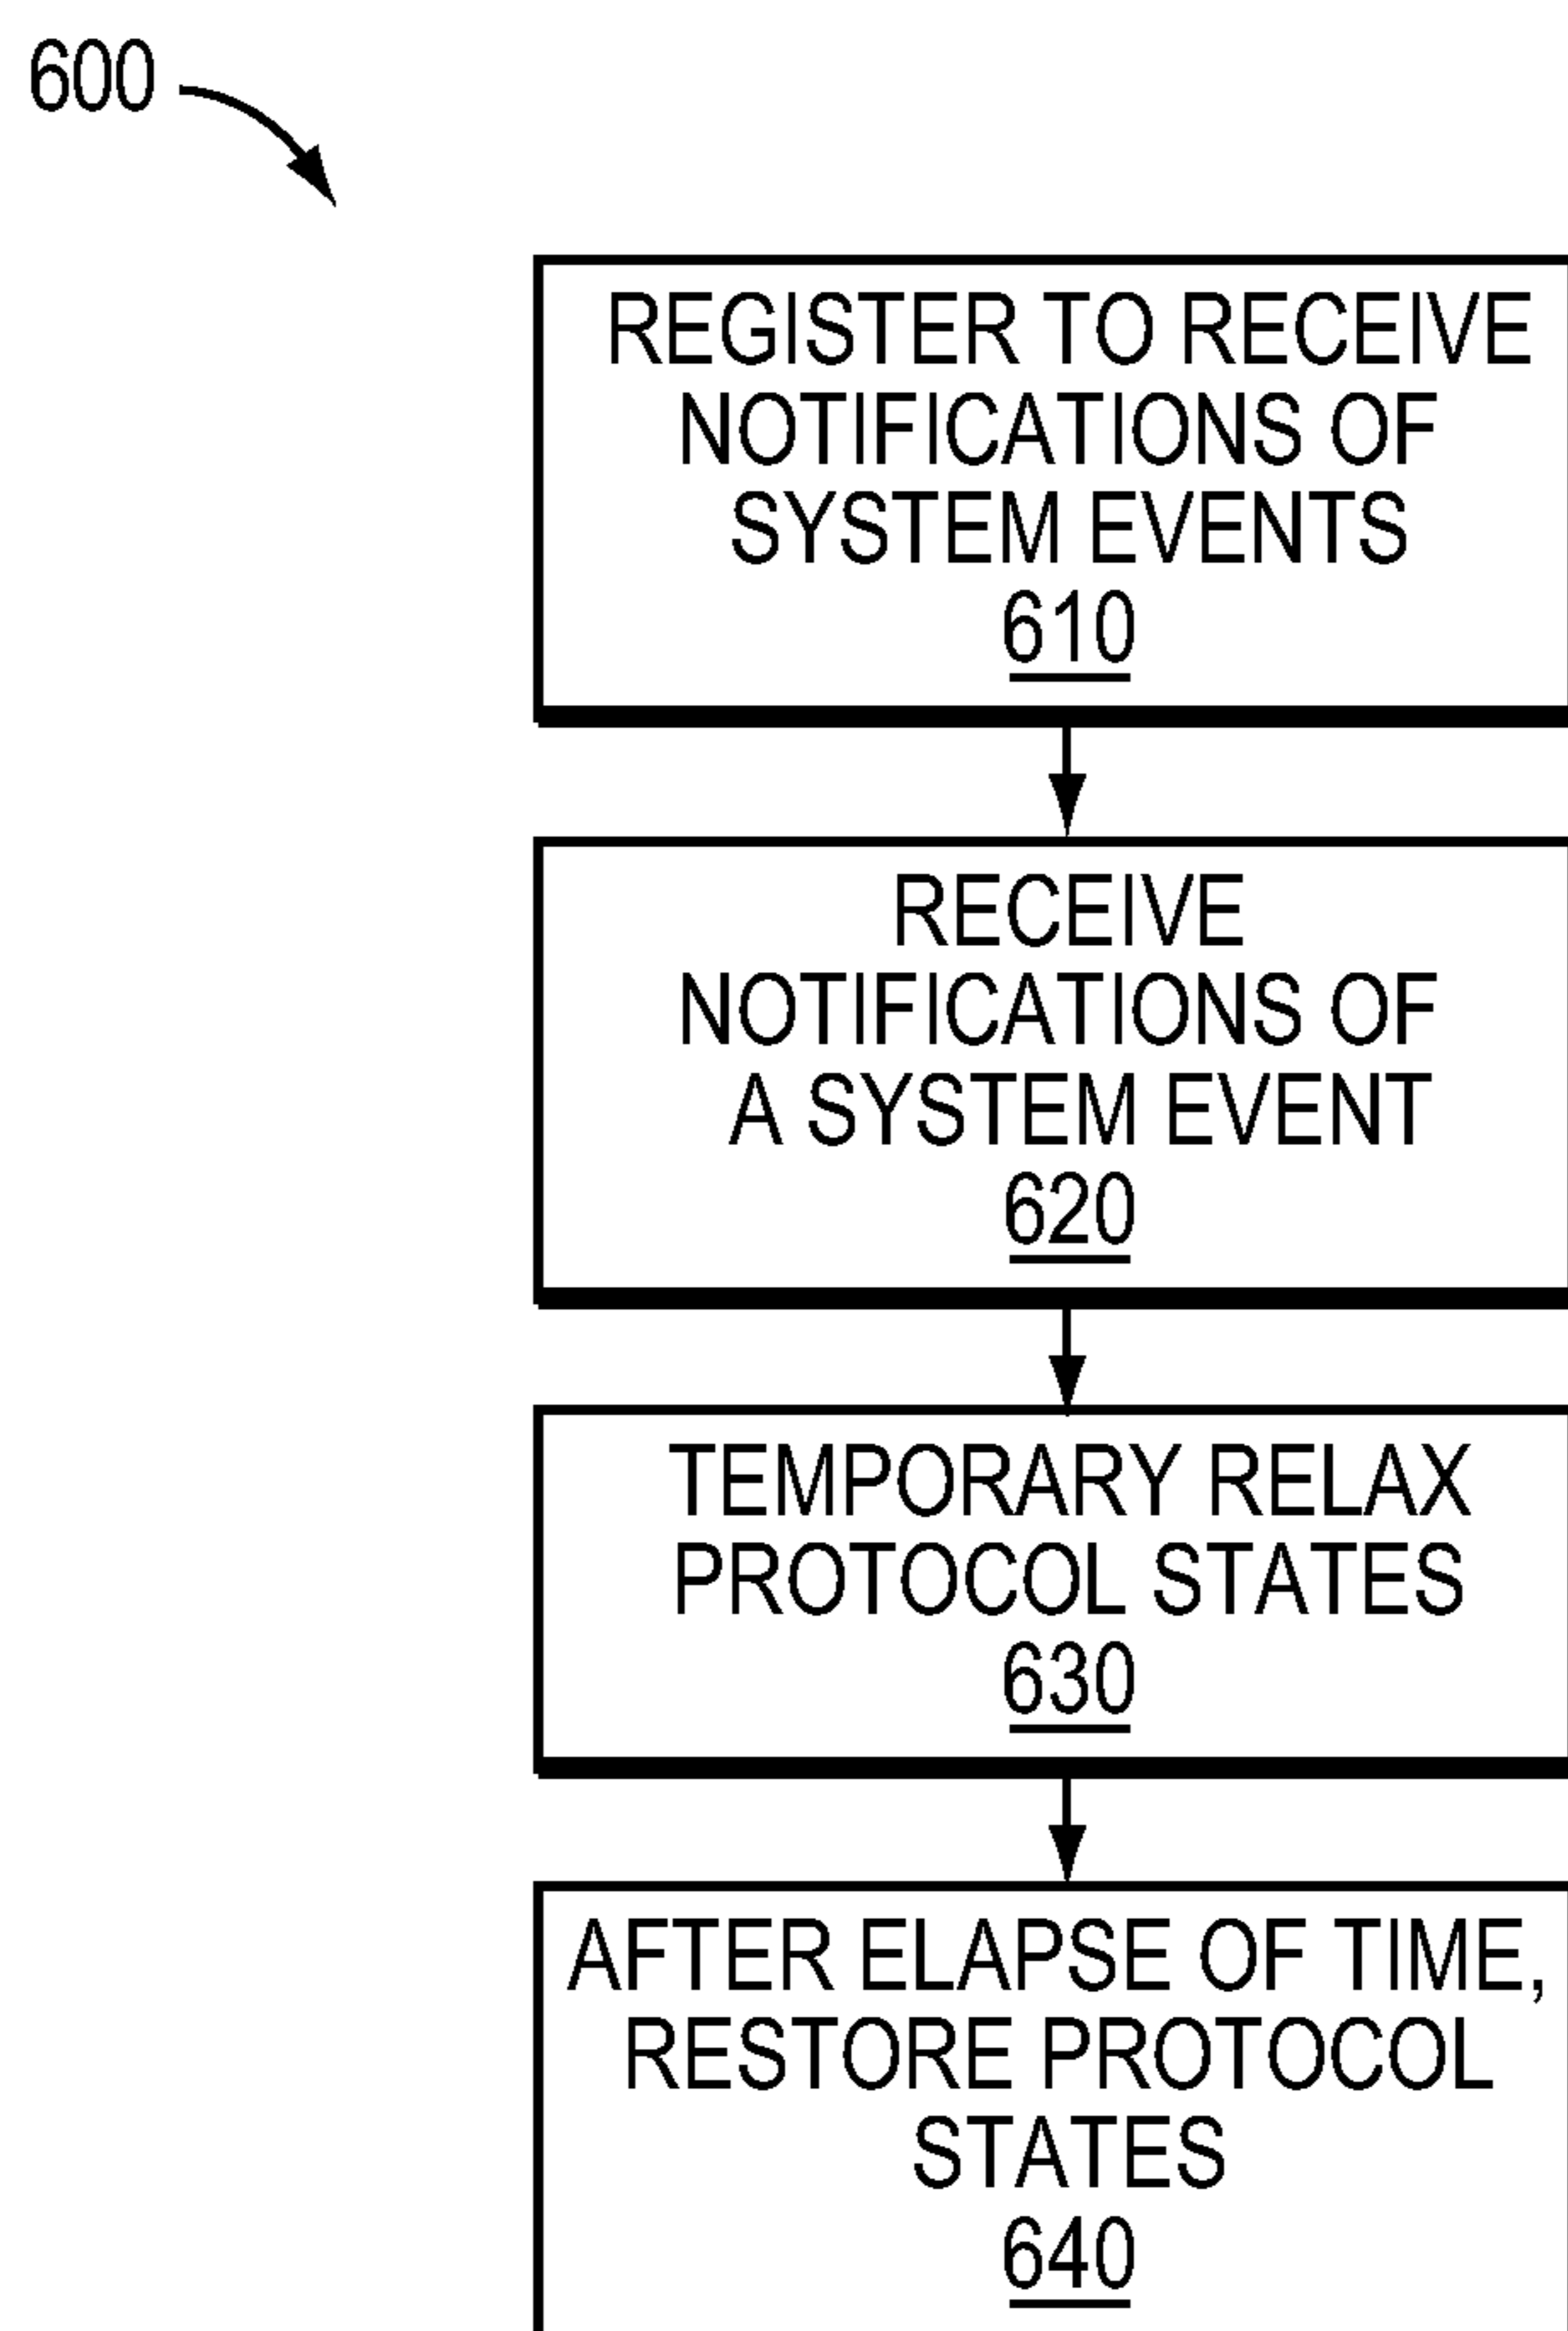 600
REGISTER TO RECEIVE
NOTIFICATIONS OF
SYSTEM EVENTS
610
RECEIVE
NOTIFICATIONS OF
A SYSTEM EVENT
620
TEMPORARY RELAX
PROTOCOL STATES
630
AFTER ELAPSE OF TIME,
RESTORE PROTOCOL
STATES
640